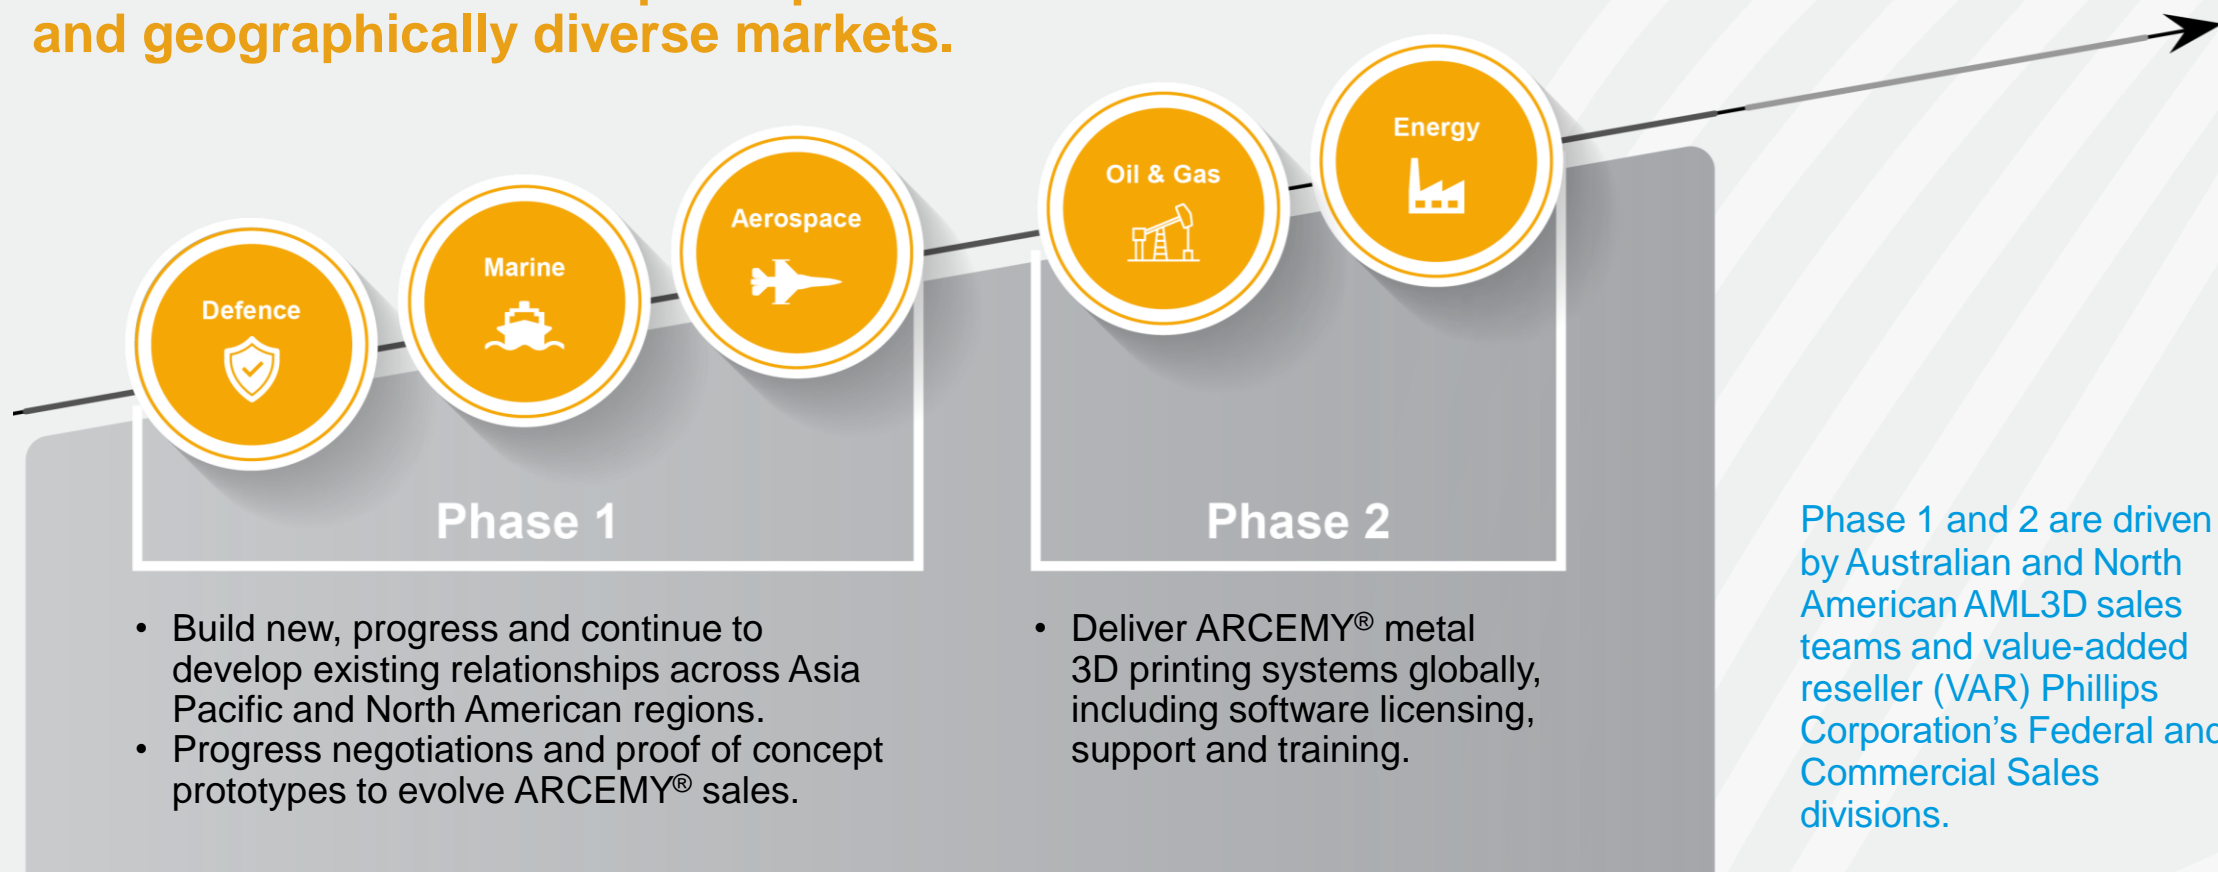 and geographically diverse markets.
Defence
Marine
Aerospace
Oil & Gas
Energy
Phase 1
• Build new, progress and continue to
develop existing relationships across Asia
Pacific and North American regions.
• Progress negotiations and proof of concept
prototypes to evolve ARCEMY® sales.
Phase 2
• Deliver ARCEMY® metal
3D printing systems globally,
including software licensing,
support and training.
Phase 1 and 2 are driven
by Australian and North
American AML3D sales
teams and value-added
reseller (VAR) Phillips
Corporation’s Federal and
Commercial Sales
divisions.